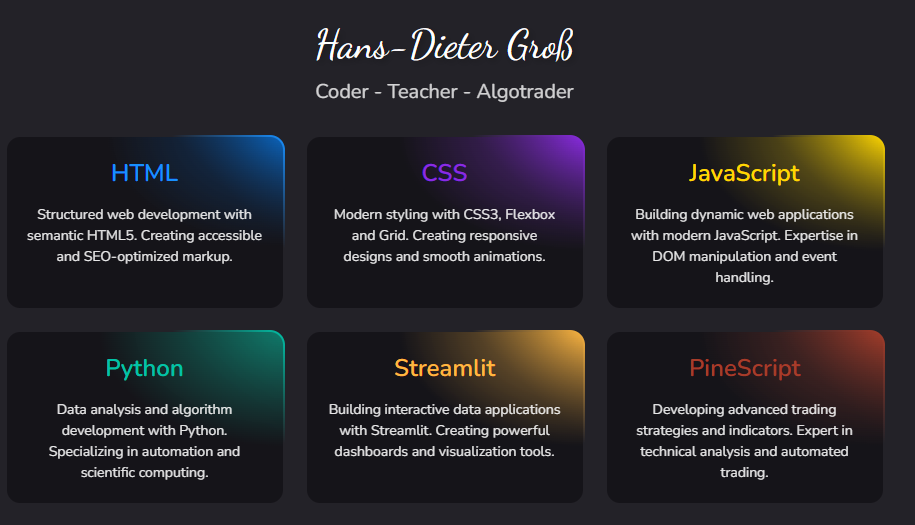 Hans-Dieter Groß
Coder - Teacher - Algotrader
HTML
Structured web development with
semantic HTML5. Creating accessible
and SEO-optimized markup.
CSS
Modern styling with CSS3, Flexbox
and Grid. Creating responsive
designs and smooth animations.
JavaScript
Building dynamic web applications
with modern JavaScript. Expertise in
DOM manipulation and event
handling.
Python
Data analysis and algorithm
development with Python.
Specializing in automation and
scientific computing.
Streamlit
Building interactive data applications
with Streamlit. Creating powerful
dashboards and visualization tools.
PineScript
Developing advanced trading
strategies and indicators. Expert in
technical analysis and automated
trading.